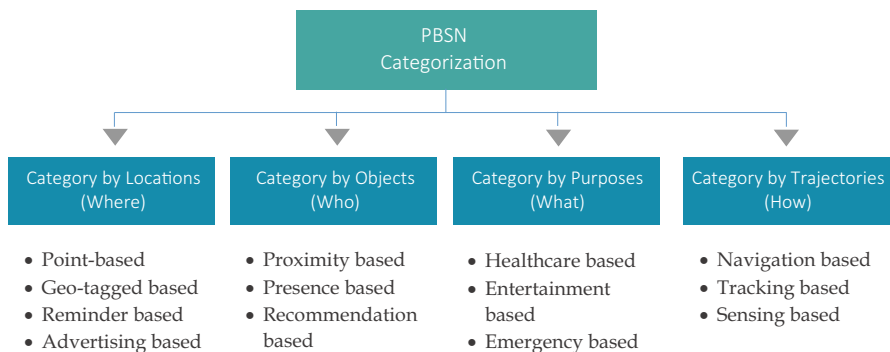 PBSN
Categorization
Category by Locations
(Where)
• Point-based
• Geo-tagged based
• Reminder based
• Advertising based
Category by Objects
(Who)
• Proximity based
• Presence based
• Recommendation
based
Category by Purposes
(What)
• Healthcare based
• Entertainment
based
• Emergency based
Category by Trajectories
(How)
• Navigation based
• Tracking based
• Sensing based